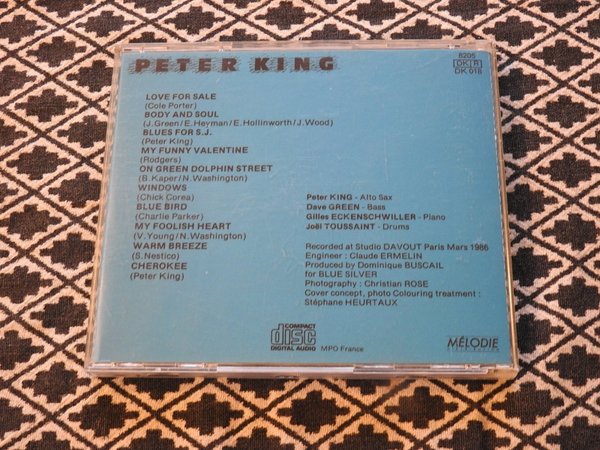 PETER KING
8205
DK R
DK 018
LOVE FOR SALE
(Cole Porter)
BODY AND SOUL
(J.Green/E.Heyman/E.Hollinworth/J.Wood)
BLUES FOR S.J.
(Peter King)
MY FUNNY VALENTINE
(Rodgers)
ON GREEN DOLPHIN STREET
(B.Kaper/N.Washington)
WINDOWS
(Chick Corea)
BLUE BIRD
(Charlie Parker)
MY FOOLISH HEART
(V.Young/N.Washington)
WARM BREEZE
(S.Nestico)
CHEROKEE
(Peter King)
Peter KING - Alto Sax
Dave GREEN - Bass
Gilles ECKENSCHWILLER - Piano
Joël TOUSSAINT - Drums
Recorded at Studio DAVOUT Paris Mars 1986
Engineer : Claude ERMELIN
Produced by Dominique BUSCAIL
for BLUE SILVER
Photography : Christian ROSE
Cover concept, photo Colouring treatment :
Stéphane HEURTAUX
COMPACT
disc
DIGITAL AUDIO
MPO France
MÉLODIE
DISTRIBUTION